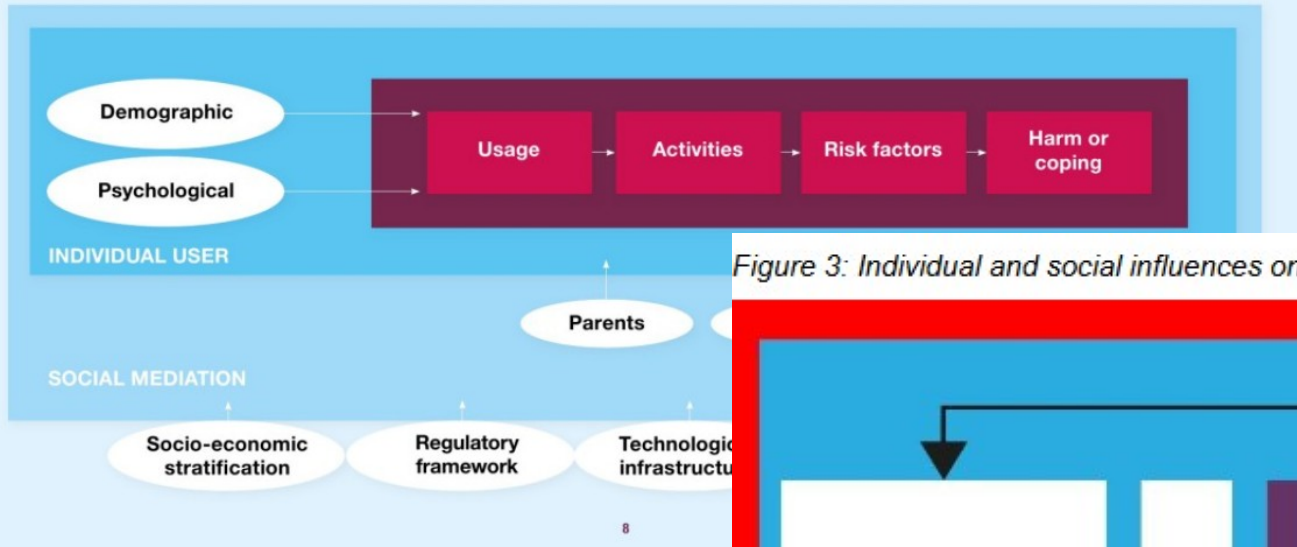 Demographic
Psychological
Usage
Activities
Risk factors
Harm or
coping
INDIVIDUAL USER
Figure 3: Individual and social influences on
Parents
SOCIAL MEDIATION
Socio-economic
stratification
Regulatory
framework
8